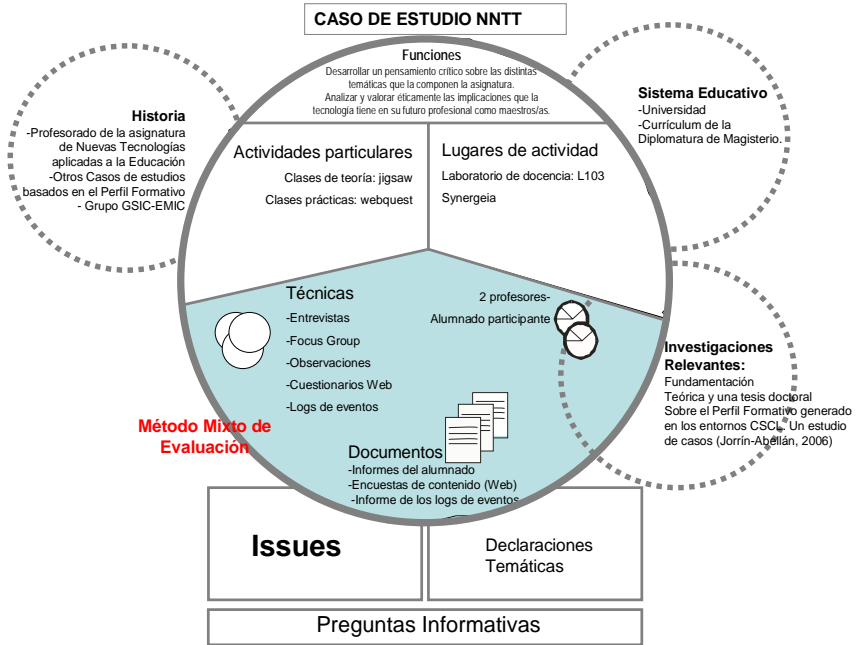 CASO DE ESTUDIO NNTT
Funciones
Desarrollar un pensamiento crítico sobre las distintas
temáticas que la componen la asignatura.
Analizar y valorar éticamente las implicaciones que la
tecnología tiene en su futuro profesional como maestros/as.
Historia
-Profesorado de la asignatura
de Nuevas Tecnologías
aplicadas a la Educación
-Otros Casos de estudios
basados en el Perfil Formativo
- Grupo GSIC-EMIC
Sistema Educativo
-Universidad
-Currículum de la
Diplomatura de Magisterio.
Actividades particulares
Clases de teoría: jigsaw
Clases prácticas: webquest
Lugares de actividad
Laboratorio de docencia: L103
Synergeia
Técnicas
-Entrevistas
-Focus Group
-Observaciones
-Cuestionarios Web
-Logs de eventos
2 profesores-
Alumnado participante
Investigaciones
Relevantes:
Fundamentación
Teórica y una tesis doctoral
Sobre el Perfil Formativo generado
en los entornos CSCL. Un estudio
de casos (Jorrín-Abellán, 2006)
Método Mixto de
Evaluación
Documentos
-Informes del alumnado
-Encuestas de contenido (Web)
-Informe de los logs de eventos
Issues
Declaraciones
Temáticas
Preguntas Informativas